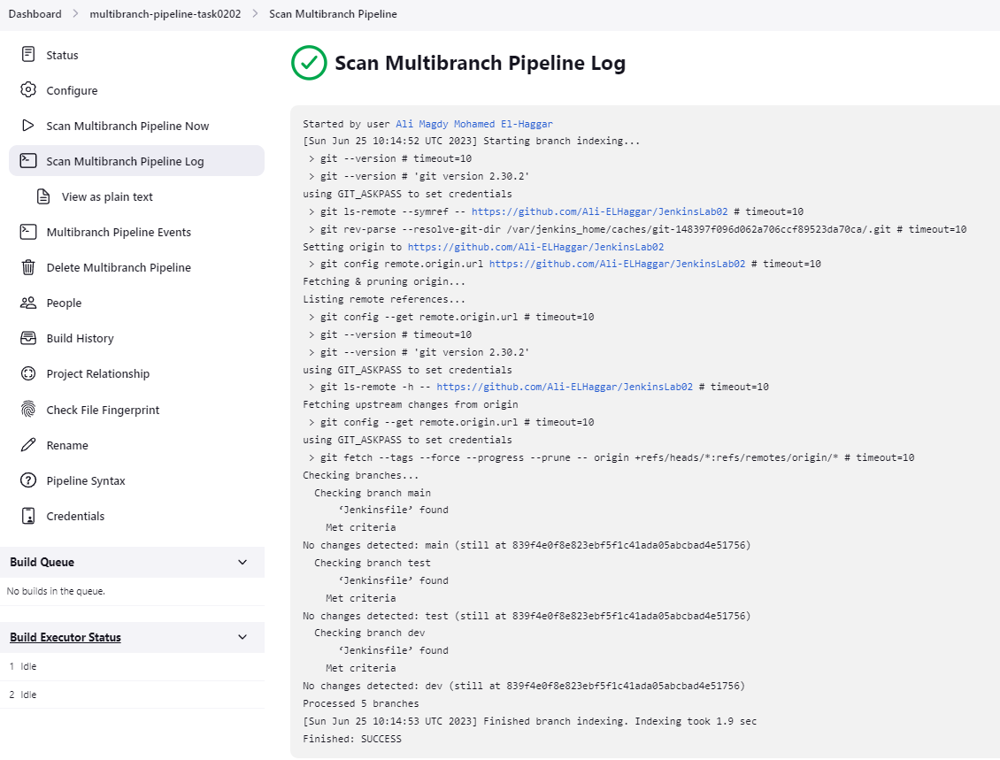 Dashboard > multibranch-pipeline-task0202 > Scan Multibranch Pipeline
Status
Configure
Scan Multibranch Pipeline Now
Scan Multibranch Pipeline Log
View as plain text
Multibranch Pipeline Events
Delete Multibranch Pipeline
People
Build History
Project Relationship
Check File Fingerprint
Rename
Pipeline Syntax
Credentials
Build Queue
No builds in the queue.
Build Executor Status
1 Idle
2 Idle
Scan Multibranch Pipeline Log
Started by user Ali Magdy Mohamed El-Haggar
[Sun Jun 25 10:14:52 UTC 2023] Starting branch indexing...
 > git --version # timeout=10
 > git --version # 'git version 2.30.2'
using GIT_ASKPASS to set credentials
 > git ls-remote --symref -- https://github.com/Ali-ELHaggar/JenkinsLab02 # timeout=10
 > git rev-parse --resolve-git-dir /var/jenkins_home/caches/git-148397f096d062a706ccf89523da70ca/.git # timeout=10
Setting origin to https://github.com/Ali-ELHaggar/JenkinsLab02
 > git config remote.origin.url https://github.com/Ali-ELHaggar/JenkinsLab02 # timeout=10
Fetching & pruning origin...
Listing remote references...
 > git config --get remote.origin.url # timeout=10
 > git --version # timeout=10
 > git --version # 'git version 2.30.2'
using GIT_ASKPASS to set credentials
 > git ls-remote -h -- https://github.com/Ali-ELHaggar/JenkinsLab02 # timeout=10
Fetching upstream changes from origin
 > git config --get remote.origin.url # timeout=10
using GIT_ASKPASS to set credentials
 > git fetch --tags --force --progress --prune -- origin +refs/heads/*:refs/remotes/origin/* # timeout=10
Checking branches...
  Checking branch main
      ‘Jenkinsfile’ found
    Met criteria
No changes detected: main (still at 839f4e0f8e823ebf5f1c41ada05abcbad4e51756)
  Checking branch test
      ‘Jenkinsfile’ found
    Met criteria
No changes detected: test (still at 839f4e0f8e823ebf5f1c41ada05abcbad4e51756)
  Checking branch dev
      ‘Jenkinsfile’ found
    Met criteria
No changes detected: dev (still at 839f4e0f8e823ebf5f1c41ada05abcbad4e51756)
Processed 5 branches
[Sun Jun 25 10:14:53 UTC 2023] Finished branch indexing. Indexing took 1.9 sec
Finished: SUCCESS